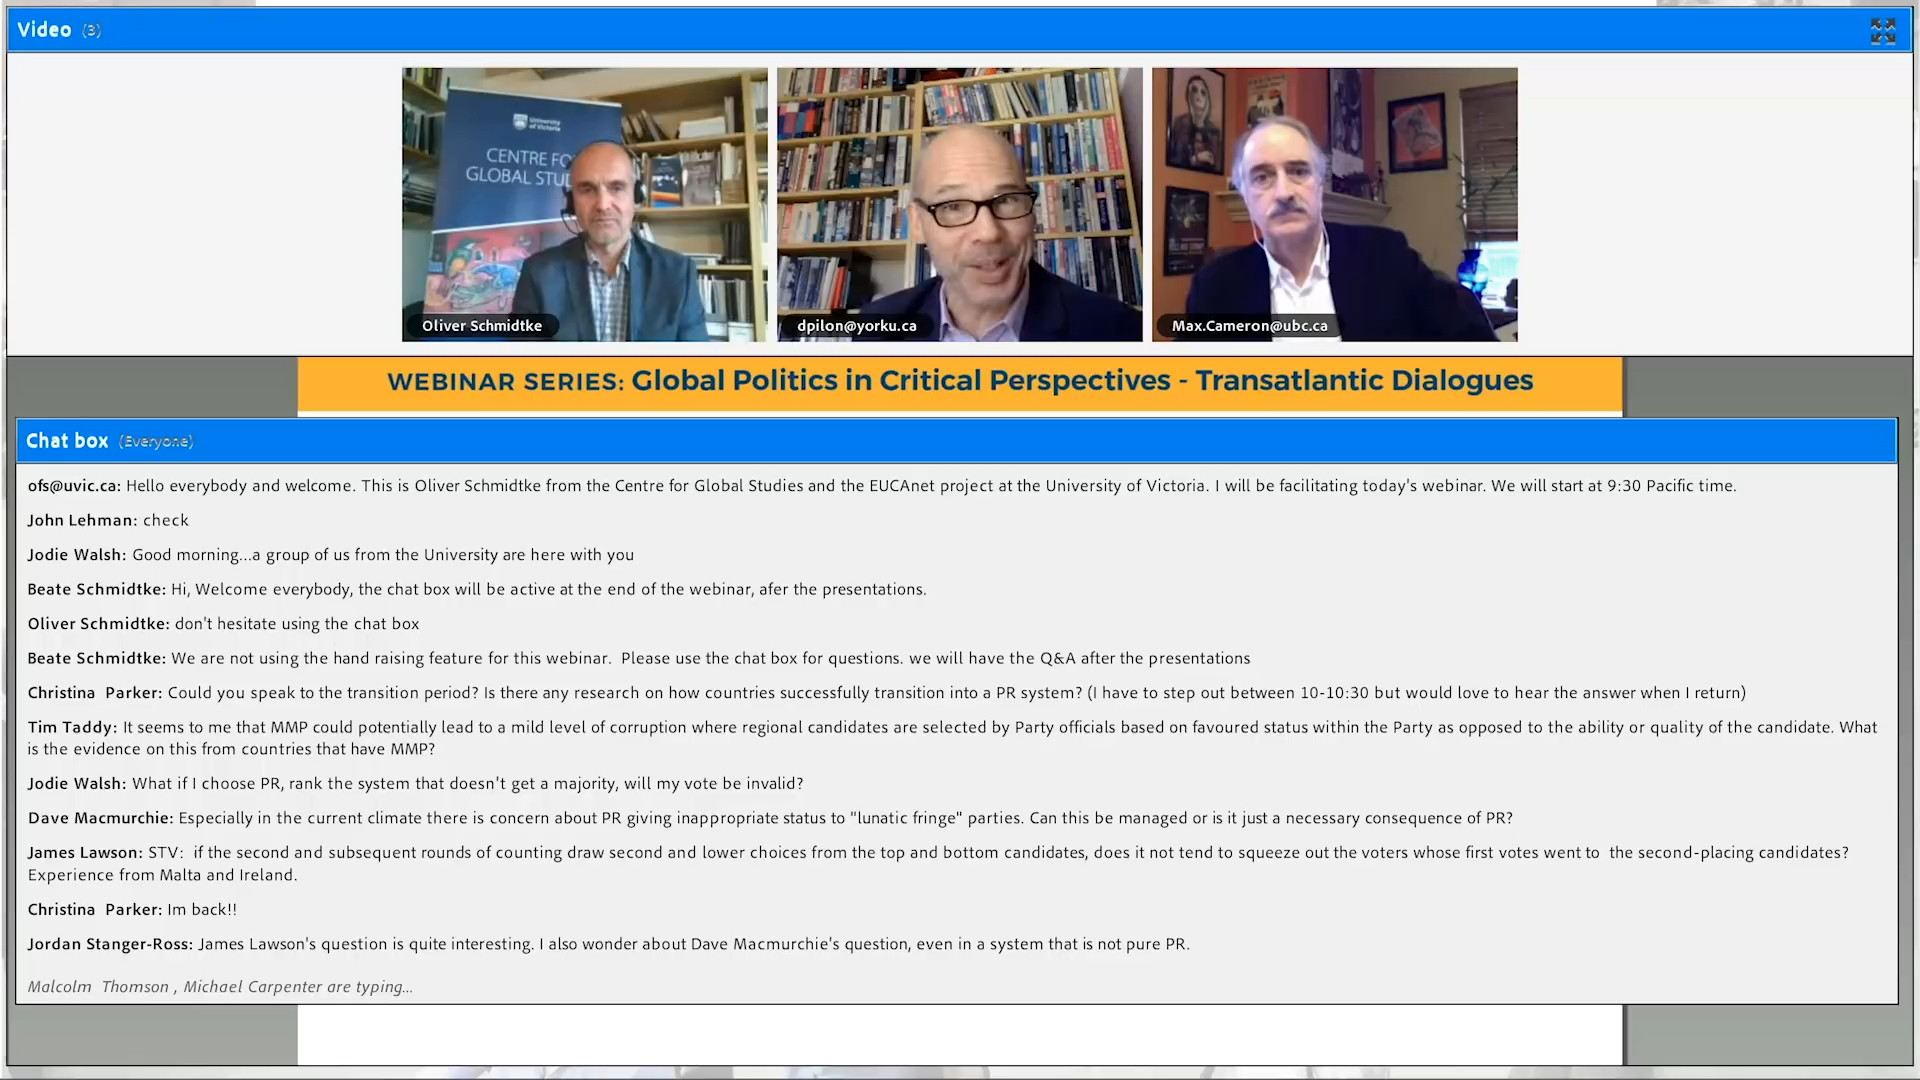 Video (3)
University
of Victoria
CENTRE FO
GLOBAL STU
Oliver Schmidtke
dpilon@yorku.ca
Max.Cameron@ubc.ca
WEBINAR SERIES: Global Politics in Critical Perspectives - Transatlantic Dialogues
Chat box (Everyone)
ofs@uvic.ca: Hello everybody and welcome. This is Oliver Schmidtke from the Centre for Global Studies and the EUCAnet project at the University of Victoria. I will be facilitating today's webinar. We will start at 9:30 Pacific time.
John Lehman: check
Jodie Walsh: Good morning...a group of us from the University are here with you
Beate Schmidtke: Hi, Welcome everybody, the chat box will be active at the end of the webinar, afer the presentations.
Oliver Schmidtke: don't hesitate using the chat box
Beate Schmidtke: We are not using the hand raising feature for this webinar.  Please use the chat box for questions. we will have the Q&A after the presentations
Christina  Parker: Could you speak to the transition period? Is there any research on how countries successfully transition into a PR system? (I have to step out between 10-10:30 but would love to hear the answer when I return)
Tim Taddy: It seems to me that MMP could potentially lead to a mild level of corruption where regional candidates are selected by Party officials based on favoured status within the Party as opposed to the ability or quality of the candidate. What
is the evidence on this from countries that have MMP?
Jodie Walsh: What if I choose PR, rank the system that doesn't get a majority, will my vote be invalid?
Dave Macmurchie: Especially in the current climate there is concern about PR giving inappropriate status to "lunatic fringe" parties. Can this be managed or is it just a necessary consequence of PR?
James Lawson: STV:  if the second and subsequent rounds of counting draw second and lower choices from the top and bottom candidates, does it not tend to squeeze out the voters whose first votes went to  the second-placing candidates?
Experience from Malta and Ireland.
Christina  Parker: Im back!!
Jordan Stanger-Ross: James Lawson's question is quite interesting. I also wonder about Dave Macmurchie's question, even in a system that is not pure PR.
Malcolm  Thomson , Michael Carpenter are typing...